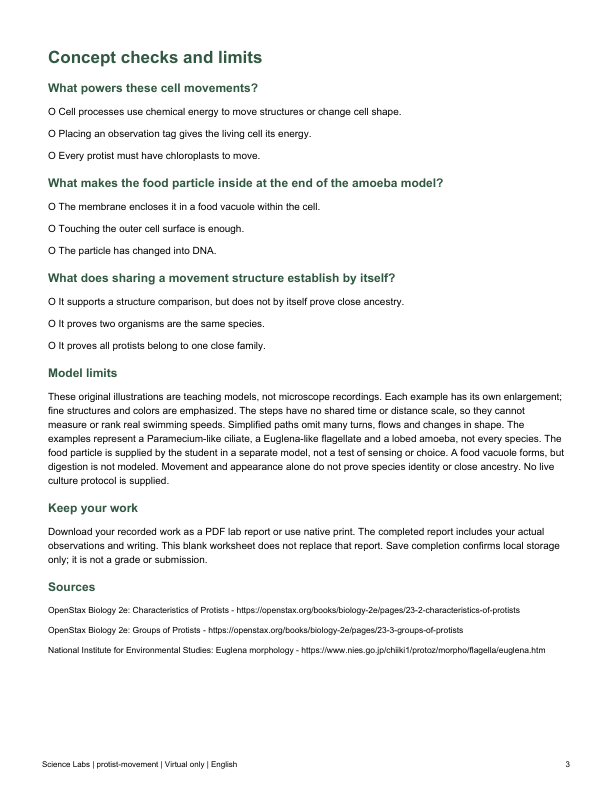 Concept checks and limits
What powers these cell movements?
O Cell processes use chemical energy to move structures or change cell shape.
O Placing an observation tag gives the living cell its energy.
O Every protist must have chloroplasts to move.
What makes the food particle inside at the end of the amoeba model?
O The membrane encloses it in a food vacuole within the cell.
O Touching the outer cell surface is enough.
O The particle has changed into DNA.
What does sharing a movement structure establish by itself?
O It supports a structure comparison, but does not by itself prove close ancestry.
O It proves two organisms are the same species.
O It proves all protists belong to one close family.
Model limits
These original illustrations are teaching models, not microscope recordings. Each example has its own enlargement;
fine structures and colors are emphasized. The steps have no shared time or distance scale, so they cannot
measure or rank real swimming speeds. Simplified paths omit many turns, flows and changes in shape. The
examples represent a Paramecium-like ciliate, a Euglena-like flagellate and a lobed amoeba, not every species. The
food particle is supplied by the student in a separate model, not a test of sensing or choice. A food vacuole forms, but
digestion is not modeled. Movement and appearance alone do not prove species identity or close ancestry. No live
culture protocol is supplied.
Keep your work
Download your recorded work as a PDF lab report or use native print. The completed report includes your actual
observations and writing. This blank worksheet does not replace that report. Save completion confirms local storage
only; it is not a grade or submission.
Sources
OpenStax Biology 2e: Characteristics of Protists - https://openstax.org/books/biology-2e/pages/23-2-characteristics-of-protists
OpenStax Biology 2e: Groups of Protists - https://openstax.org/books/biology-2e/pages/23-3-groups-of-protists
National Institute for Environmental Studies: Euglena morphology - https://www.nies.go.jp/chiiki1/protoz/morpho/flagella/euglena.htm
Science Labs | protist-movement | Virtual only | English
3